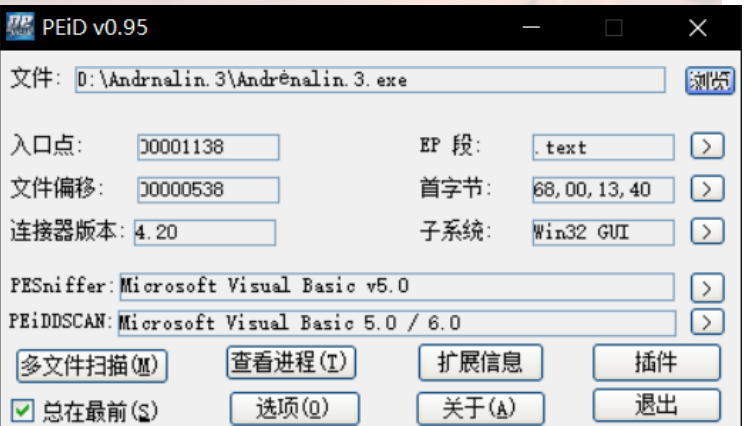 PEiD v0.95
文件: D:\Andrnalin.3\Andrénalin.3.exe 浏览
入口点: 00001138 EP 段: .text >
文件偏移: 00000538 首字节: 68,00,13,40 >
连接器版本: 4.20 子系统: Win32 GUI >
PESniffer: Microsoft Visual Basic v5.0 >
PEiDDSCAN: Microsoft Visual Basic 5.0 / 6.0 >
多文件扫描(M) 查看进程(T) 扩展信息 插件
总在最前(S) 选项(O) 关于(A) 退出